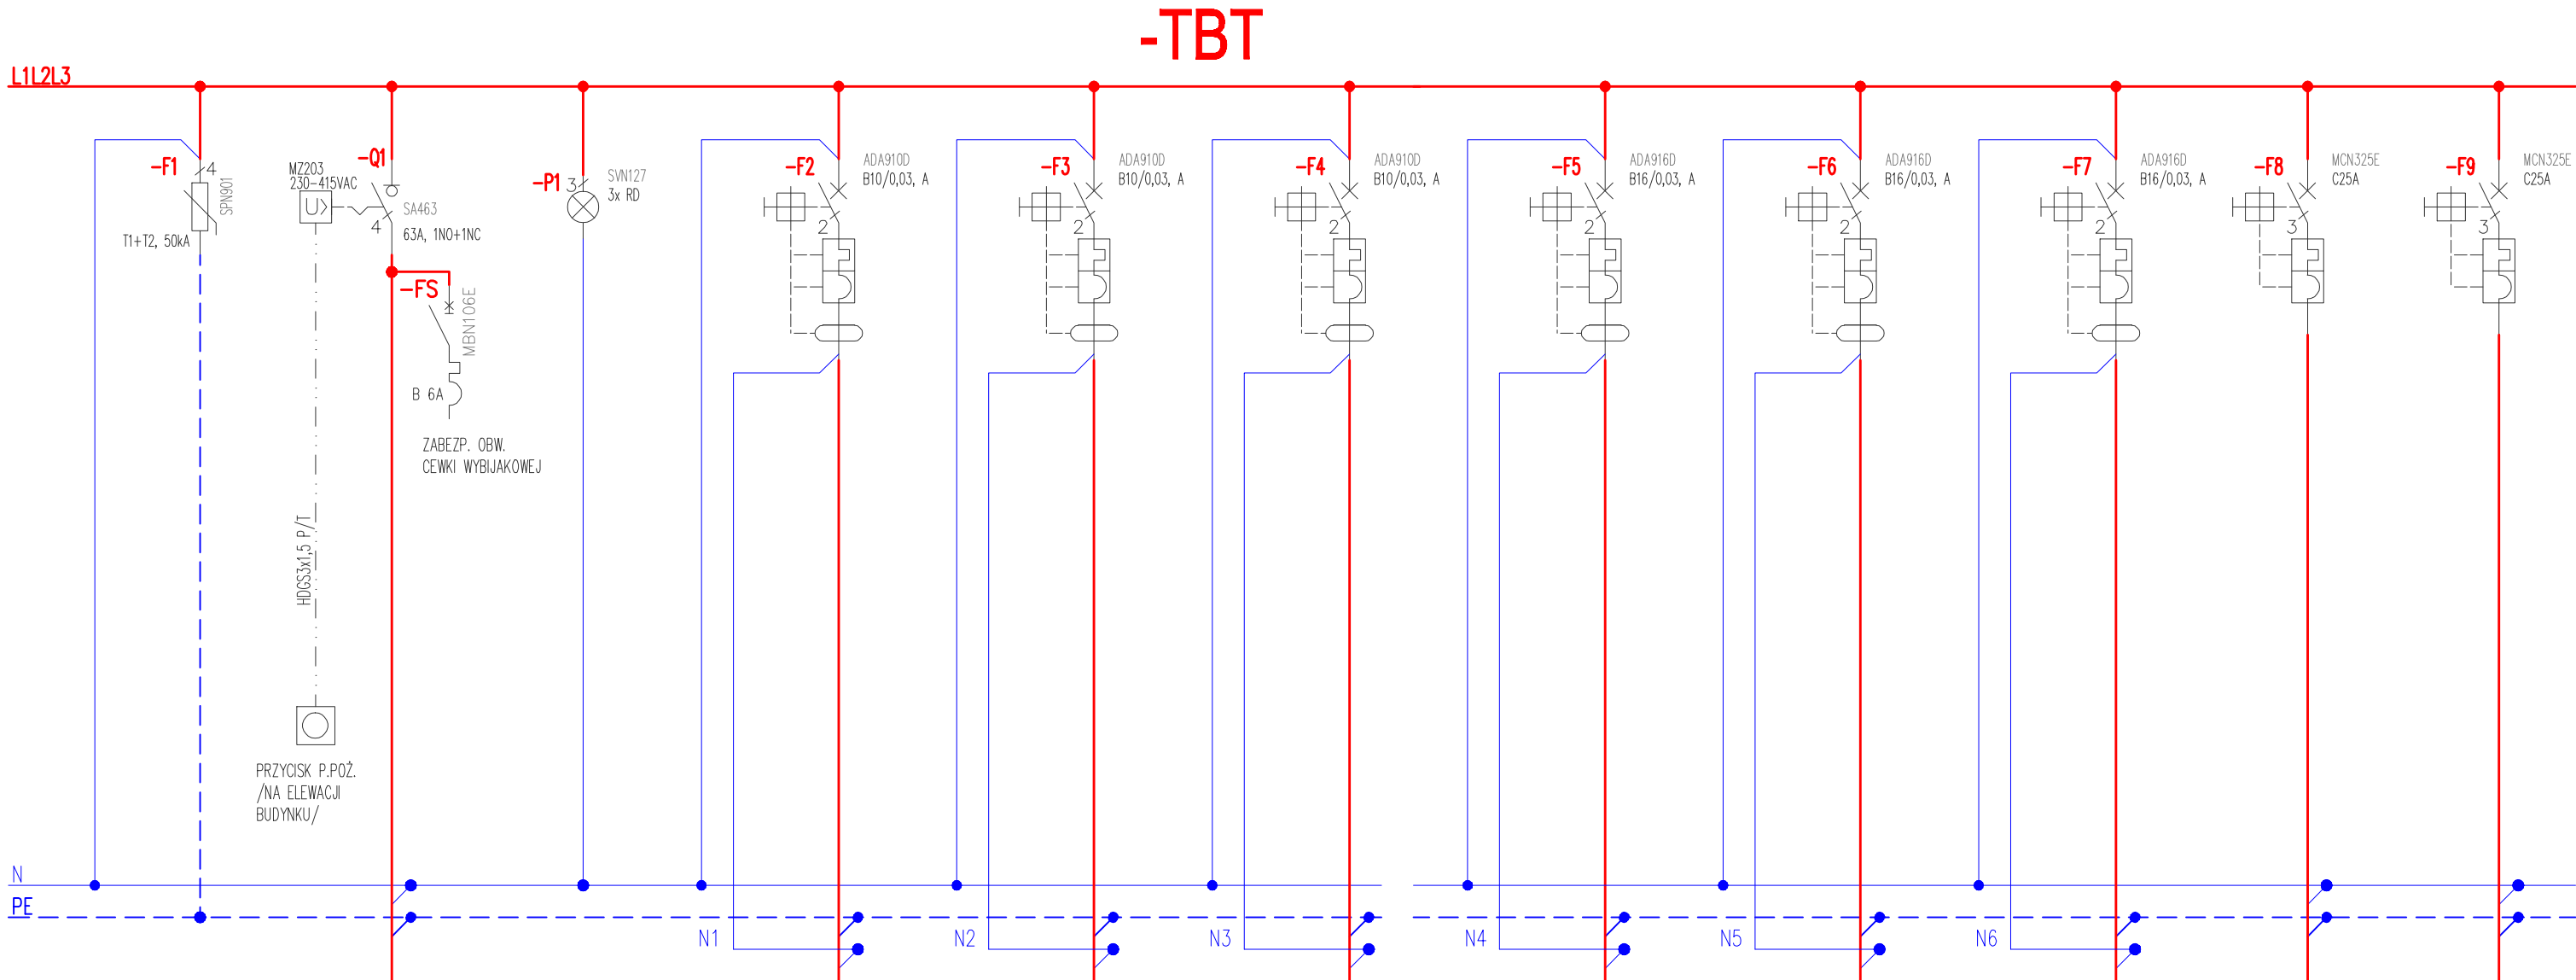 -TBT
L1L2L3
-F1
4
SPN901
T1+T2, 50kA
MZ203
230-415VAC
U>
-Q1
SA463
4
63A, 1NO+1NC
-FS
MBN106E
B 6A
ZABEZP. OBW.
CEWKI WYBIJAKOWEJ
HDGS3x1,5 P/T
PRZYCISK P.POŻ.
/NA ELEWACJI
BUDYNKU/
-P1
3
SVN127
3x RD
-F2
ADA910D
B10/0,03, A
2
-F3
ADA910D
B10/0,03, A
2
-F4
ADA910D
B10/0,03, A
2
-F5
ADA916D
B16/0,03, A
2
-F6
ADA916D
B16/0,03, A
2
-F7
ADA916D
B16/0,03, A
2
-F8
MCN325E
C25A
3
-F9
MCN325E
C25A
3
N
PE
N1
N2
N3
N4
N5
N6